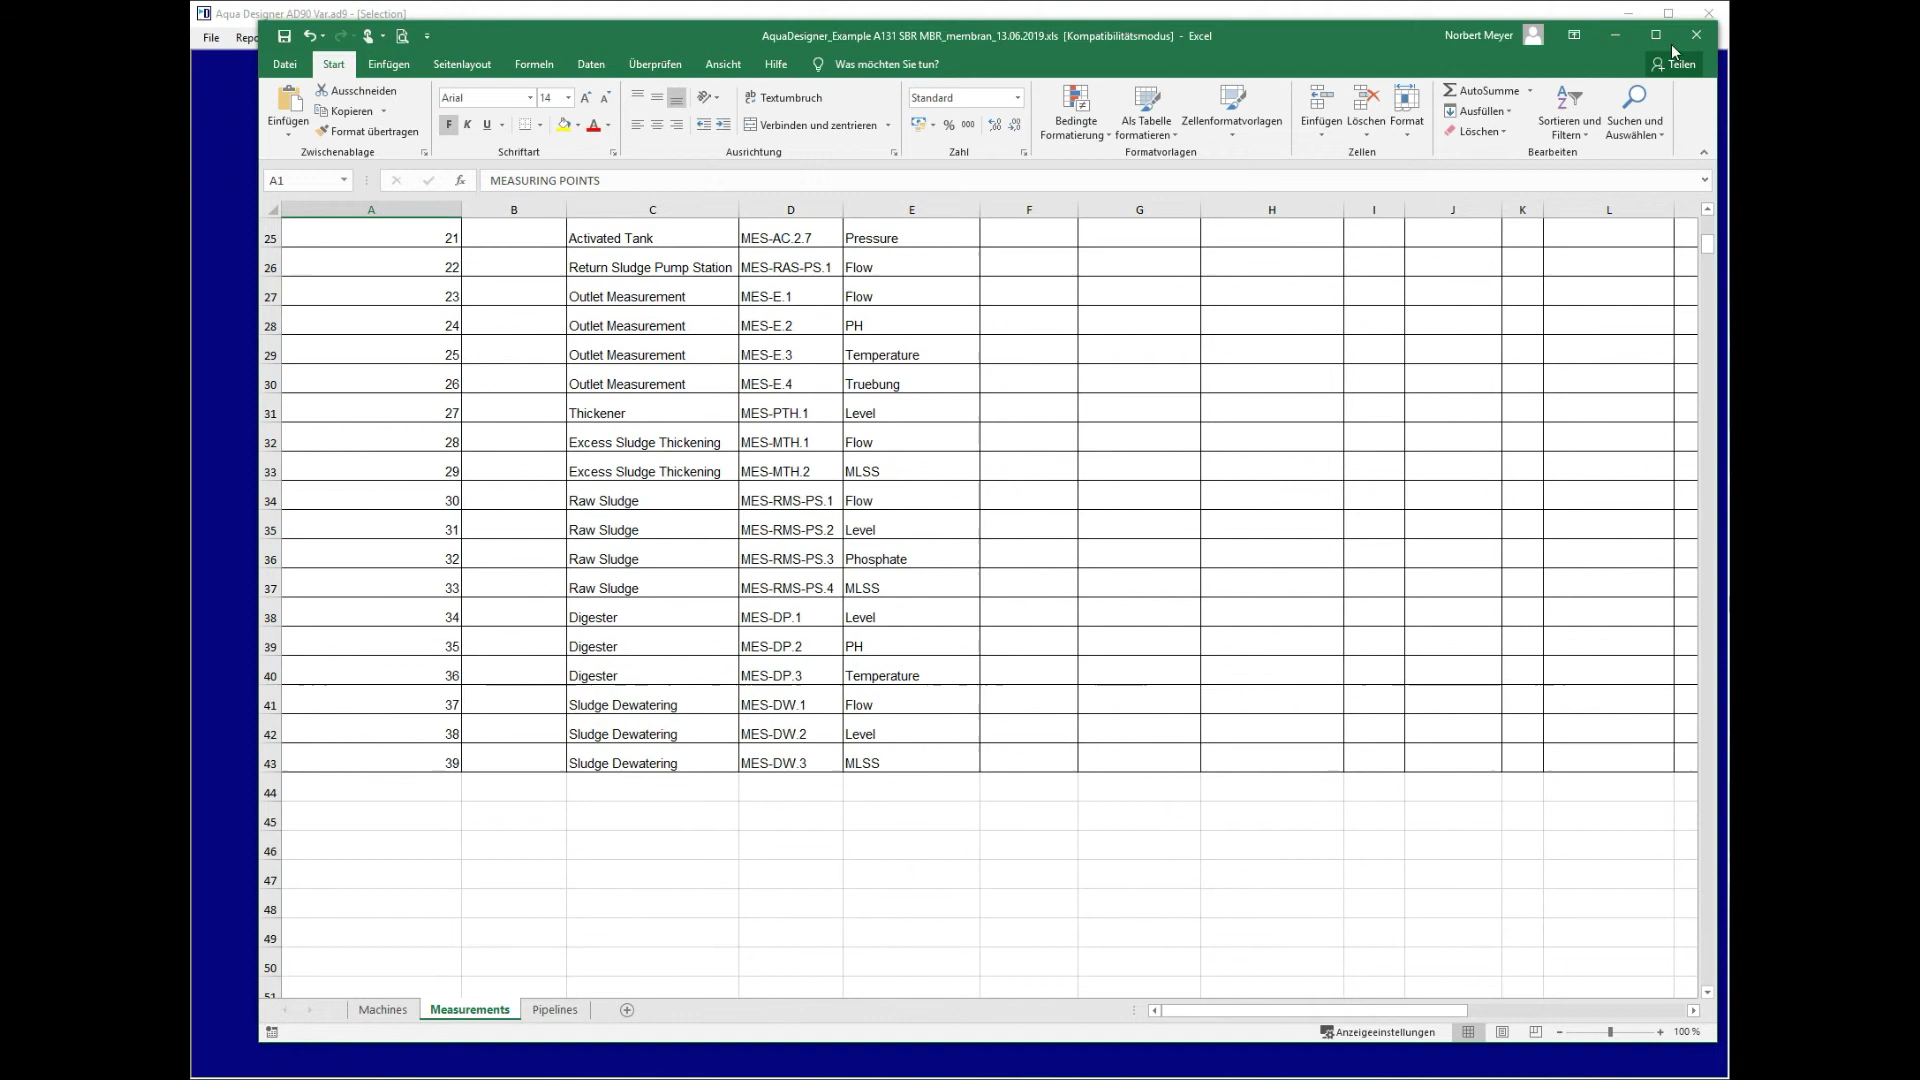 Aqua Designer AD90 Var.ad9 - [Selection]
File Repo
AquaDesigner_Example A131 SBR MBR_membran_13.06.2019.xls [Kompatibilitätsmodus] - Excel
Norbert Meyer
Datei Start Einfügen Seitenlayout Formeln Daten Überprüfen Ansicht Hilfe Was möchten Sie tun? Teilen
Einfügen
Ausschneiden
Kopieren
Format übertragen
Zwischenablage
Arial 14
F K U
Schriftart
Textumbruch
Verbinden und zentrieren
Ausrichtung
Standard
% 000
Zahl
Bedingte Formatierung
Als Tabelle formatieren
Zellenformatvorlagen
Formatvorlagen
Einfügen Löschen Format
Zellen
AutoSumme
Ausfüllen
Löschen
Sortieren und Filtern
Suchen und Auswählen
Bearbeiten
A1 fx MEASURING POINTS
A B C D E F G H I J K L
25 21 Activated Tank MES-AC.2.7 Pressure
26 22 Return Sludge Pump Station MES-RAS-PS.1 Flow
27 23 Outlet Measurement MES-E.1 Flow
28 24 Outlet Measurement MES-E.2 PH
29 25 Outlet Measurement MES-E.3 Temperature
30 26 Outlet Measurement MES-E.4 Truebung
31 27 Thickener MES-PTH.1 Level
32 28 Excess Sludge Thickening MES-MTH.1 Flow
33 29 Excess Sludge Thickening MES-MTH.2 MLSS
34 30 Raw Sludge MES-RMS-PS.1 Flow
35 31 Raw Sludge MES-RMS-PS.2 Level
36 32 Raw Sludge MES-RMS-PS.3 Phosphate
37 33 Raw Sludge MES-RMS-PS.4 MLSS
38 34 Digester MES-DP.1 Level
39 35 Digester MES-DP.2 PH
40 36 Digester MES-DP.3 Temperature
41 37 Sludge Dewatering MES-DW.1 Flow
42 38 Sludge Dewatering MES-DW.2 Level
43 39 Sludge Dewatering MES-DW.3 MLSS
44
45
46
47
48
49
50
51
Machines Measurements Pipelines
Anzeigeeinstellungen 100 %